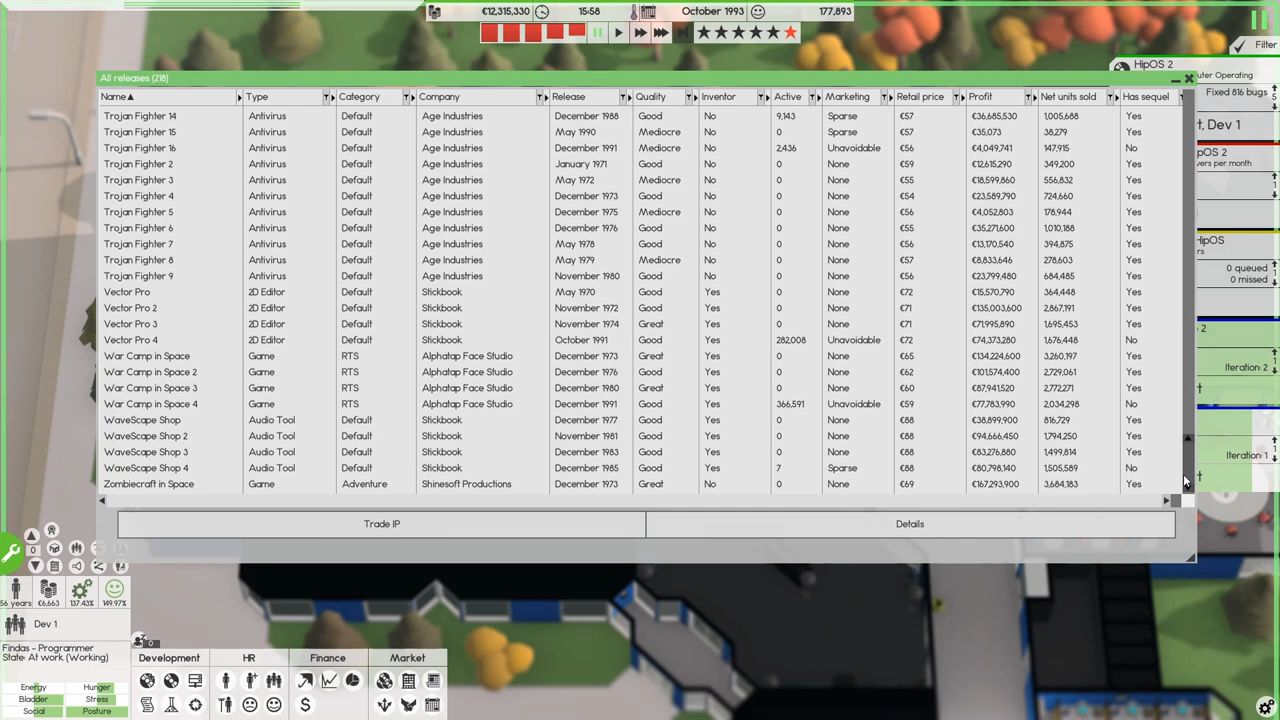 €12,315,330 15:58 October 1993 177,893
Filter
HipOS 2
uter Operating
Fixed 816 bugs
, Dev 1
pOS 2
vers per month
HipOS
rs
0 queued
0 missed
2
Iteration 2
Iteration 1
All releases (218)
Name▲ Type Category Company Release Quality Inventor Active Marketing Retail price Profit Net units sold Has sequel
Trojan Fighter 14 Antivirus Default Age Industries December 1988 Good No 9,143 Sparse €57 €36,685,530 1,005,688 Yes
Trojan Fighter 15 Antivirus Default Age Industries May 1990 Mediocre No 0 Sparse €57 €35,073 38,279 Yes
Trojan Fighter 16 Antivirus Default Age Industries December 1991 Mediocre No 2,436 Unavoidable €56 €4,049,741 147,915 No
Trojan Fighter 2 Antivirus Default Age Industries January 1971 Good No 0 None €59 €12,615,290 349,200 Yes
Trojan Fighter 3 Antivirus Default Age Industries May 1972 Mediocre No 0 None €55 €18,599,860 556,832 Yes
Trojan Fighter 4 Antivirus Default Age Industries December 1973 Good No 0 None €54 €23,589,790 724,660 Yes
Trojan Fighter 5 Antivirus Default Age Industries December 1975 Mediocre No 0 None €56 €4,052,803 178,944 Yes
Trojan Fighter 6 Antivirus Default Age Industries December 1976 Good No 0 None €55 €35,271,600 1,010,188 Yes
Trojan Fighter 7 Antivirus Default Age Industries May 1978 Good No 0 None €56 €13,170,540 394,875 Yes
Trojan Fighter 8 Antivirus Default Age Industries May 1979 Mediocre No 0 None €56 €8,833,646 278,603 Yes
Trojan Fighter 9 Antivirus Default Age Industries November 1980 Good No 0 None €56 €23,799,480 684,485 Yes
Vector Pro 2D Editor Default Stickbook May 1970 Good Yes 0 None €72 €15,570,790 364,448 Yes
Vector Pro 2 2D Editor Default Stickbook November 1972 Good Yes 0 None €71 €135,003,600 2,867,191 Yes
Vector Pro 3 2D Editor Default Stickbook November 1974 Great Yes 0 None €71 €71,995,890 1,695,453 Yes
Vector Pro 4 2D Editor Default Stickbook October 1991 Good Yes 282,008 Unavoidable €72 €74,373,280 1,676,448 No
War Camp in Space Game RTS Alphatap Face Studio December 1973 Great Yes 0 None €65 €134,224,600 3,260,197 Yes
War Camp in Space 2 Game RTS Alphatap Face Studio December 1976 Good Yes 0 None €62 €101,574,400 2,729,061 Yes
War Camp in Space 3 Game RTS Alphatap Face Studio December 1980 Great Yes 0 None €60 €87,941,520 2,772,271 Yes
War Camp in Space 4 Game RTS Alphatap Face Studio December 1991 Good Yes 366,591 Unavoidable €59 €77,783,990 2,034,298 No
WaveScape Shop Audio Tool Default Stickbook December 1977 Good Yes 0 None €88 €38,899,900 816,729 Yes
WaveScape Shop 2 Audio Tool Default Stickbook November 1981 Good Yes 0 None €88 €94,666,450 1,794,250 Yes
WaveScape Shop 3 Audio Tool Default Stickbook December 1983 Good Yes 0 None €88 €83,276,880 1,499,814 Yes
WaveScape Shop 4 Audio Tool Default Stickbook December 1985 Good Yes 7 Sparse €88 €80,798,140 1,505,589 No
Zombiecraft in Space Game Adventure Shinesoft Productions December 1973 Great No 0 None €69 €167,293,900 3,684,183 Yes
Trade IP Details
0
56 years €6,663 137.43% 149.97%
Dev 1
Findas - Programmer
State: At work (Working)
Energy Hunger
Bladder Stress
Social Posture
Development HR Finance Market